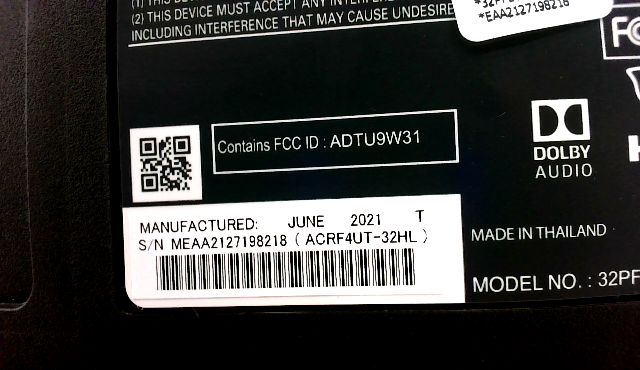 (2) THIS DEVICE MUST ACCEPT ANY
INCLUDING INTERFERENCE THAT MAY CAUSE UNDESIRE
*EAA2127198218
FC
Contains FCC ID : ADTU9W31
DOLBY
AUDIO
MANUFACTURED: JUNE 2021 T
S/N MEAA2127198218 ( ACRF4UT-32HL )
MADE IN THAILAND
MODEL NO. : 32PF